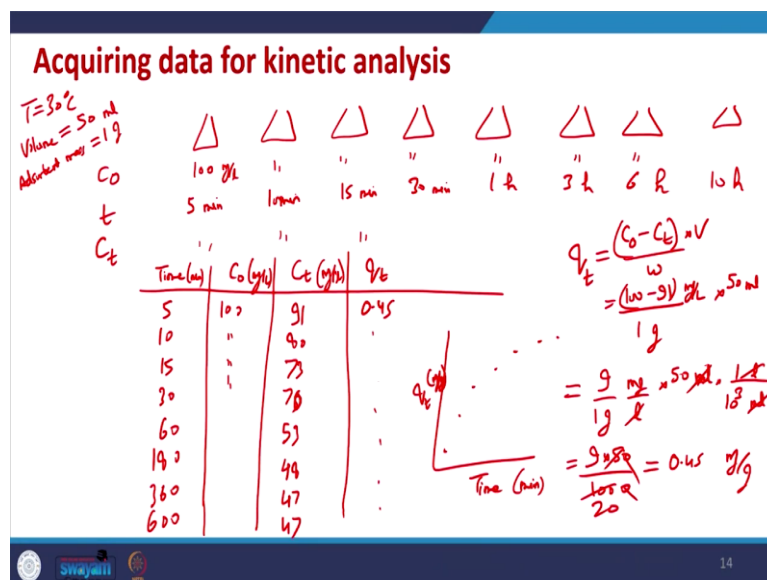 Acquiring data for kinetic analysis
T=30°C
Volume = 50 ml
Adsorbent mass = 1 g
C₀ 100 mg/L " " " " " "
t 5 min 10 min 15 min 30 min 1 h 3 h 6 h 10 h
Cₜ " " "
Time (min) C₀ (mg/L) Cₜ (mg/L) qₜ
5 100 91 0.45
10 " 80 .
15 " 73
30 " 70 .
60 53 .
180 48 .
360 47 .
600 47
qₜ = (C₀ - Cₜ) × V / w
= (100 - 91) mg/L × 50 ml / 1 g
= 9/1g mg/L × 50 ml × 1 L/10³ ml
= 9×50/1000 = 0.45 mg/g
20
qₜ (mg/g)
Time (min)
swayam
14